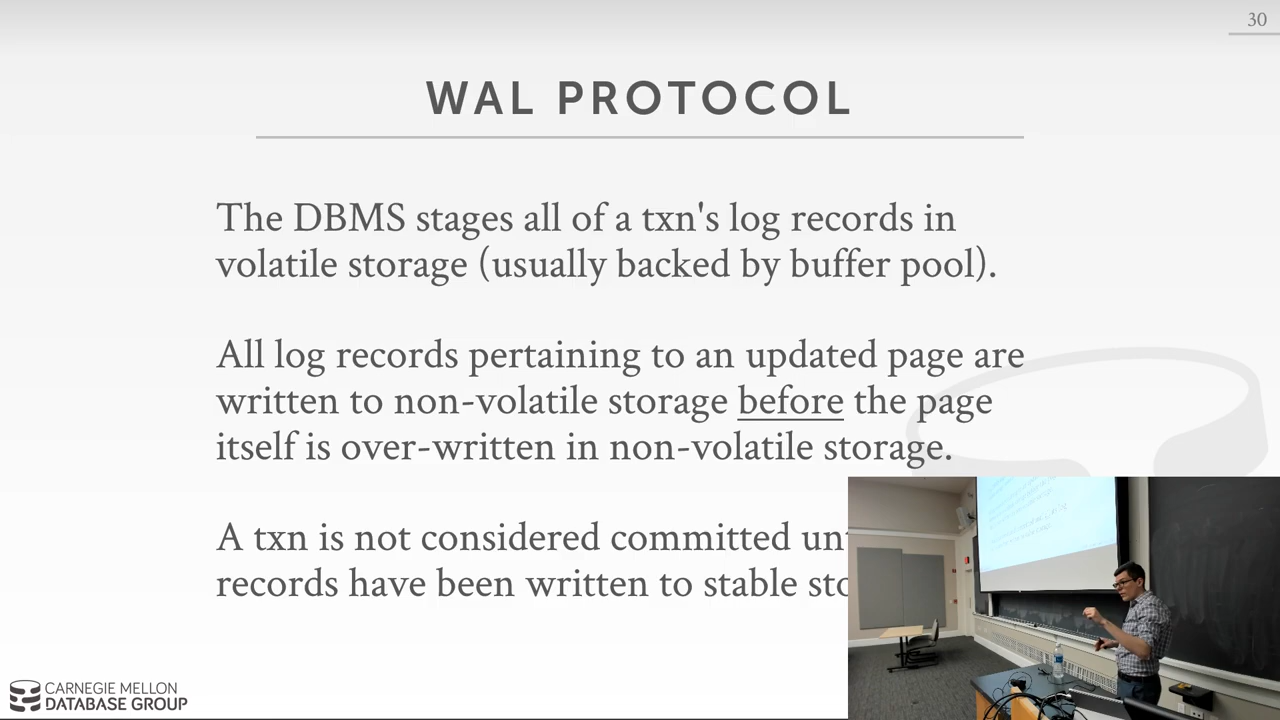 30
WAL PROTOCOL
The DBMS stages all of a txn's log records in
volatile storage (usually backed by buffer pool).
All log records pertaining to an updated page are
written to non-volatile storage before the page
itself is over-written in non-volatile storage.
A txn is not considered committed
records have been written to stable
CARNEGIE MELLON
DATABASE GROUP